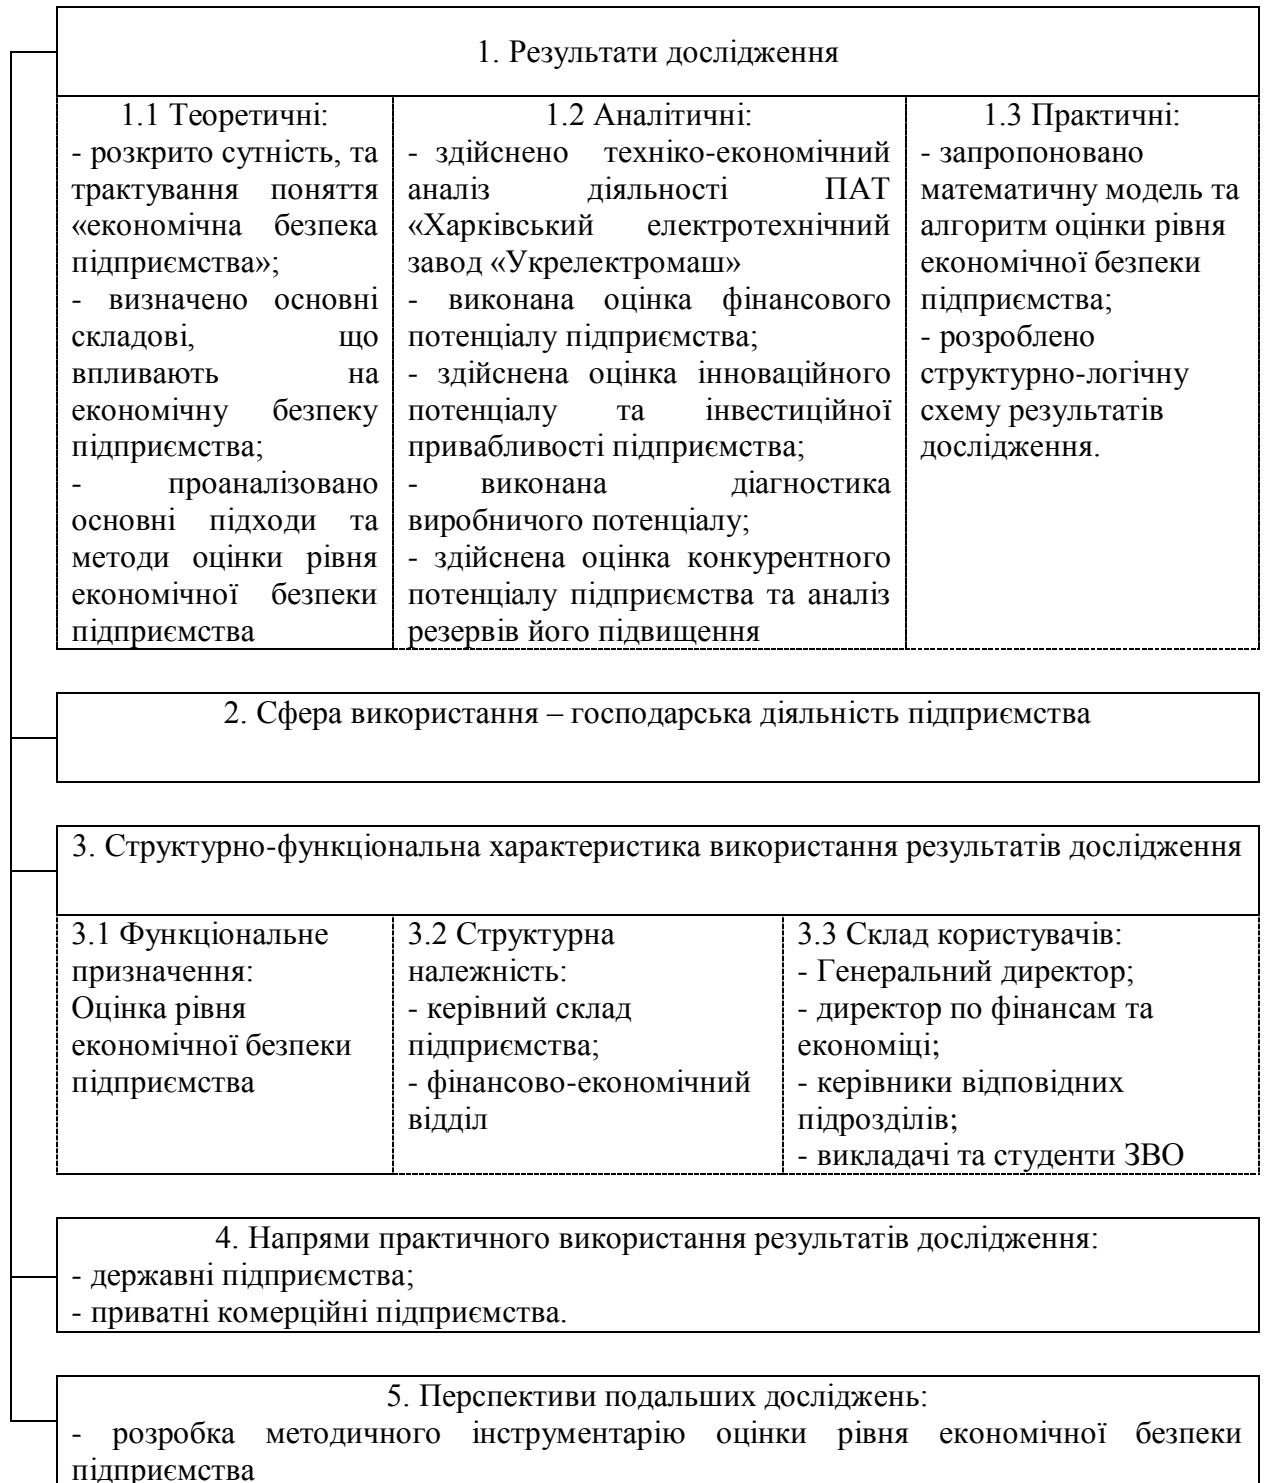 1. Результати дослідження
1.1 Теоретичні:
- розкрито сутність, та
трактування поняття
«економічна безпека
підприємства»;
- визначено основні
складові, що
впливають на
економічну безпеку
підприємства;
- проаналізовано
основні підходи та
методи оцінки рівня
економічної безпеки
підприємства
1.2 Аналітичні:
- здійснено техніко-економічний
аналіз діяльності ПАТ
«Харківський електротехнічний
завод «Укрелектромаш»
- виконана оцінка фінансового
потенціалу підприємства;
- здійснена оцінка інноваційного
потенціалу та інвестиційної
привабливості підприємства;
- виконана діагностика
виробничого потенціалу;
- здійснена оцінка конкурентного
потенціалу підприємства та аналіз
резервів його підвищення
1.3 Практичні:
- запропоновано
математичну модель та
алгоритм оцінки рівня
економічної безпеки
підприємства;
- розроблено
структурно-логічну
схему результатів
дослідження.
2. Сфера використання – господарська діяльність підприємства
3. Структурно-функціональна характеристика використання результатів дослідження
3.1 Функціональне
призначення:
Оцінка рівня
економічної безпеки
підприємства
3.2 Структурна
належність:
- керівний склад
підприємства;
- фінансово-економічний
відділ
3.3 Склад користувачів:
- Генеральний директор;
- директор по фінансам та
економіці;
- керівники відповідних
підрозділів;
- викладачі та студенти ЗВО
4. Напрями практичного використання результатів дослідження:
- державні підприємства;
- приватні комерційні підприємства.
5. Перспективи подальших досліджень:
- розробка методичного інструментарію оцінки рівня економічної безпеки
підприємства